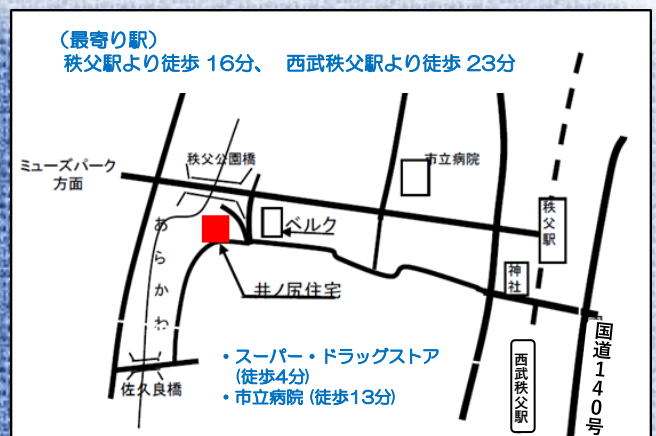 （最寄り駅）
秩父駅より徒歩 16分、 西武秩父駅より徒歩 23分
ミューズパーク
方面
秩父公園橋
市立病院
秩父駅
ベルク
あらかわ
井ノ尻住宅
神社
佐久良橋
・スーパー・ドラッグストア
(徒歩4分)
・市立病院 (徒歩13分)
西武秩父駅
国道140号